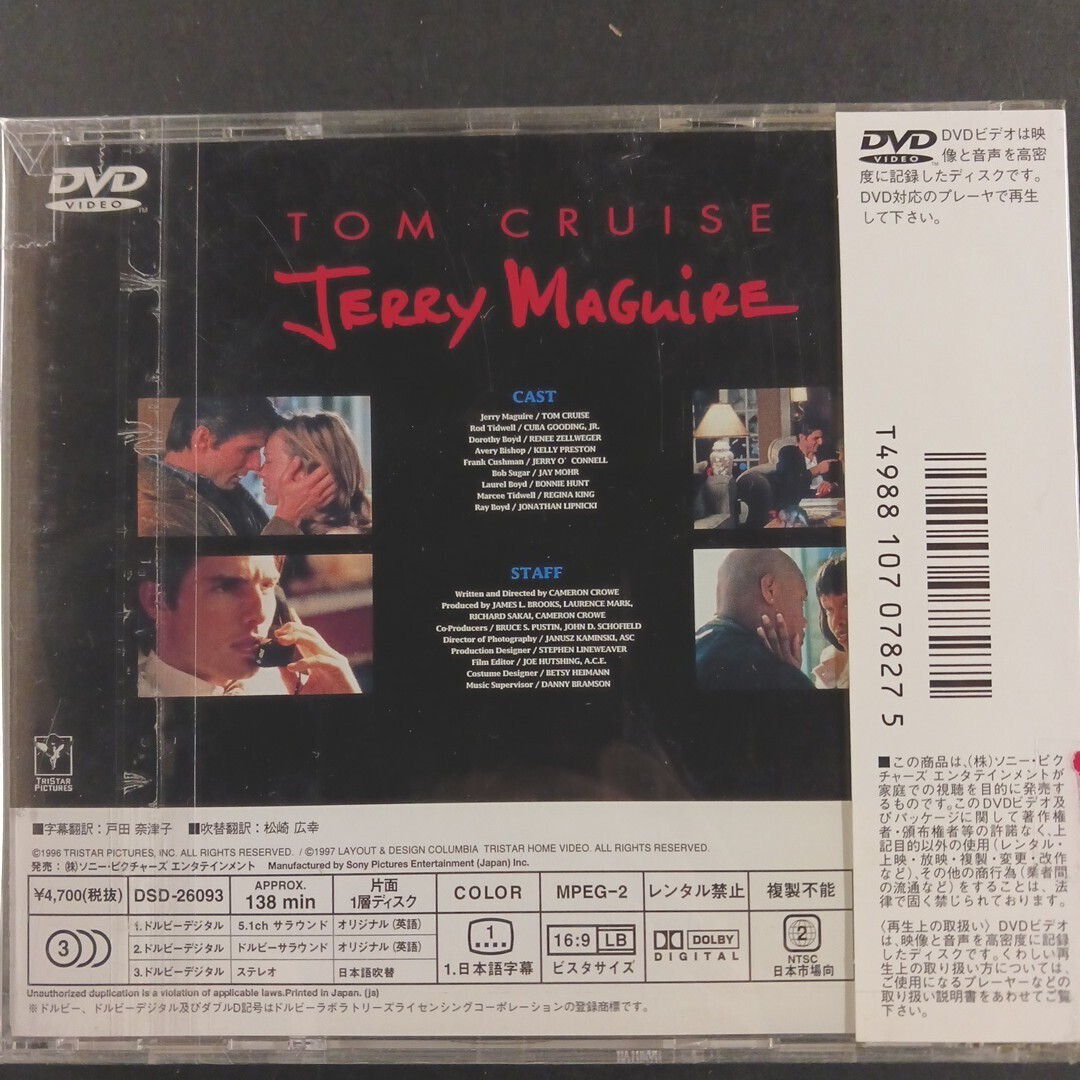 DVD
VIDEO
TM
TOM CRUISE
JERRY MAGUIRE
CAST
Jerry Maguire / TOM CRUISE
Rod Tidwell / CUBA GOODING, JR.
Dorothy Boyd / RENEE ZELLWEGER
Avery Bishop / KELLY PRESTON
Frank Cushman / JERRY O' CONNELL
Bob Sugar / JAY MOHR
Laurel Boyd / BONNIE HUNT
Marcee Tidwell / REGINA KING
Ray Boyd / JONATHAN LIPNICKI
STAFF
Written and Directed by CAMERON CROWE
Produced by JAMES L. BROOKS, LAURENCE MARK,
RICHARD SAKAI, CAMERON CROWE
Co-Producers / BRUCE S. PUSTIN, JOHN D. SCHOFIELD
Director of Photography / JANUSZ KAMINSKI, ASC
Production Designer / STEPHEN LINEWEAVER
Film Editor / JOE HUTSHING, A.C.E.
Costume Designer / BETSY HEIMANN
Music Supervisor / DANNY BRAMSON
TRISTAR
PICTURES
■字幕翻訳：戸田 奈津子 ■吹替翻訳：松崎 広幸
©1996 TRISTAR PICTURES, INC. ALL RIGHTS RESERVED. / ©1997 LAYOUT & DESIGN COLUMBIA TRISTAR HOME VIDEO. ALL RIGHTS RESERVED.
発売：(株)ソニー・ピクチャーズ エンタテインメント Manufactured by Sony Pictures Entertainment (Japan) Inc.
¥4,700(税抜) DSD-26093 APPROX. 138 min 片面 1層ディスク COLOR MPEG-2 レンタル禁止 複製不能
3
1.ドルビーデジタル 5.1ch サラウンド オリジナル(英語)
2.ドルビーデジタル ドルビーサラウンド オリジナル(英語)
3.ドルビーデジタル ステレオ 日本語吹替
1
1.日本語字幕
16:9 LB
ビスタサイズ
DOLBY
DIGITAL
2
NTSC
日本市場向
Unauthorized duplication is a violation of applicable laws.Printed in Japan. (js)
※ドルビー、ドルビーデジタル及びダブルD記号はドルビーラボラトリーズライセンシングコーポレーションの登録商標です。
DVD
VIDEO
TM
DVDビデオは映
像と音声を高密
度に記録したディスクです。
DVD対応のプレーヤで再生
して下さい。
T4988 107 07827 5
■この商品は、(株)ソニー・ピク
チャーズ エンタテインメントが
家庭での視聴を目的に発売す
るものです。このDVDビデオ及
びパッケージに関して著作権
者・頒布権者等の許諾なく、上
記目的以外の使用(レンタル・
上映・放映・複製・変更・改作
など)、その他の商行為(業者間
の流通など)をすることは、法
律で固く禁じられております。
〈再生上の取扱い〉DVDビデオ
は、映像と音声を高密度に記録
したディスクです。くわしい再
生上の取り扱い方については、
ご使用になるプレーヤーなどの
取り扱い説明書をあわせてご覧
下さい。